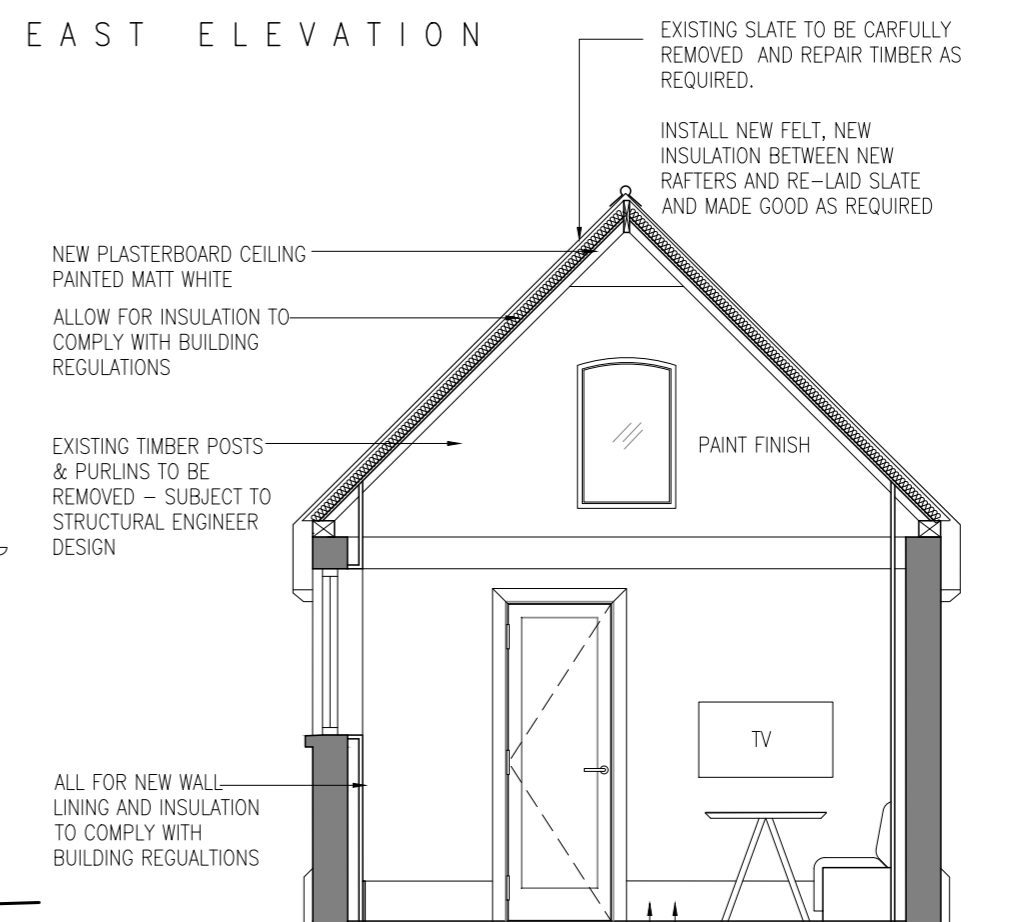 EAST ELEVATION
EXISTING SLATE TO BE CARFULLY
REMOVED AND REPAIR TIMBER AS
REQUIRED.
INSTALL NEW FELT, NEW
INSULATION BETWEEN NEW
RAFTERS AND RE-LAID SLATE
AND MADE GOOD AS REQUIRED
NEW PLASTERBOARD CEILING
PAINTED MATT WHITE
ALLOW FOR INSULATION TO
COMPLY WITH BUILDING
REGULATIONS
EXISTING TIMBER POSTS
& PURLINS TO BE
REMOVED – SUBJECT TO
STRUCTURAL ENGINEER
DESIGN
PAINT FINISH
TV
ALL FOR NEW WALL
LINING AND INSULATION
TO COMPLY WITH
BUILDING REGUALTIONS